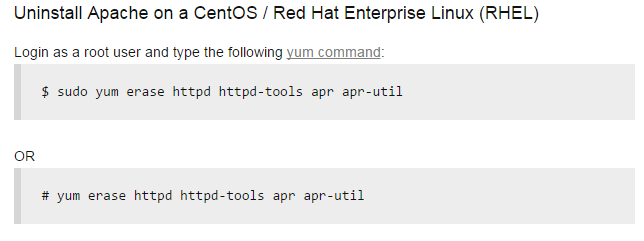 Uninstall Apache on a CentOS / Red Hat Enterprise Linux (RHEL)
Login as a root user and type the following yum command:
$ sudo yum erase httpd httpd-tools apr apr-util
OR
# yum erase httpd httpd-tools apr apr-util